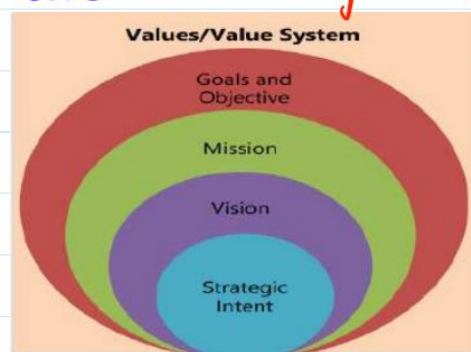 Values/Value System
Goals and
Objective
Mission
Vision
Strategic
Intent